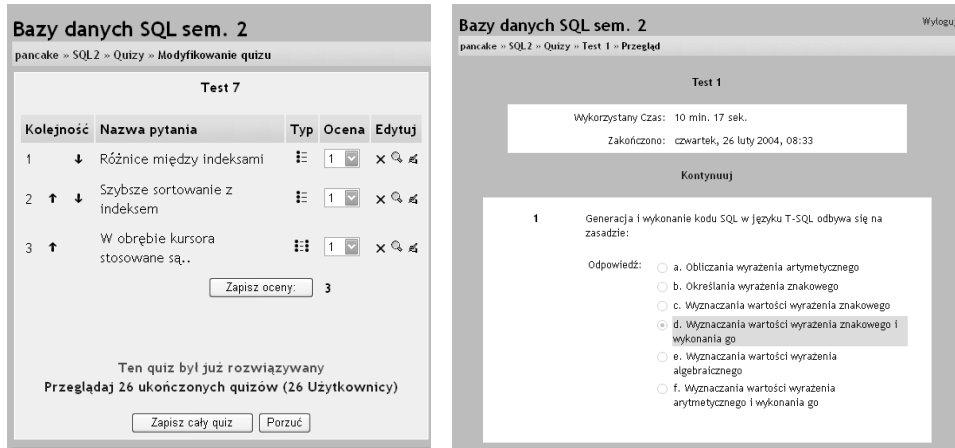 Bazy danych SQL sem. 2
pancake » SQL2 » Quizy » Modyfikowanie quizu
Test 7
Kolejność Nazwa pytania Typ Ocena Edytuj
1 Różnice między indeksami 1
2 Szybsze sortowanie z
indeksem 1
3 W obrębie kursora
stosowane są.. 1
Zapisz oceny: 3
Ten quiz był już rozwiązywany
Przeglądaj 26 ukończonych quizów (26 Użytkownicy)
Zapisz cały quiz Porzuć
Bazy danych SQL sem. 2
Wyloguj
pancake » SQL2 » Quizy » Test 1 » Przegląd
Test 1
Wykorzystany Czas: 10 min. 17 sek.
Zakończono: czwartek, 26 luty 2004, 08:33
Kontynuuj
1 Generacja i wykonanie kodu SQL w języku T-SQL odbywa się na
zasadzie:
Odpowiedź: a. Obliczania wyrażenia artymetycznego
b. Określania wyrażenia znakowego
c. Wyznaczania wartości wyrażenia znakowego
d. Wyznaczania wartości wyrażenia znakowego i
wykonania go
e. Wyznaczania wartości wyrażenia
algebraicznego
f. Wyznaczania wartości wyrażenia
arytmetycznego i wykonania go